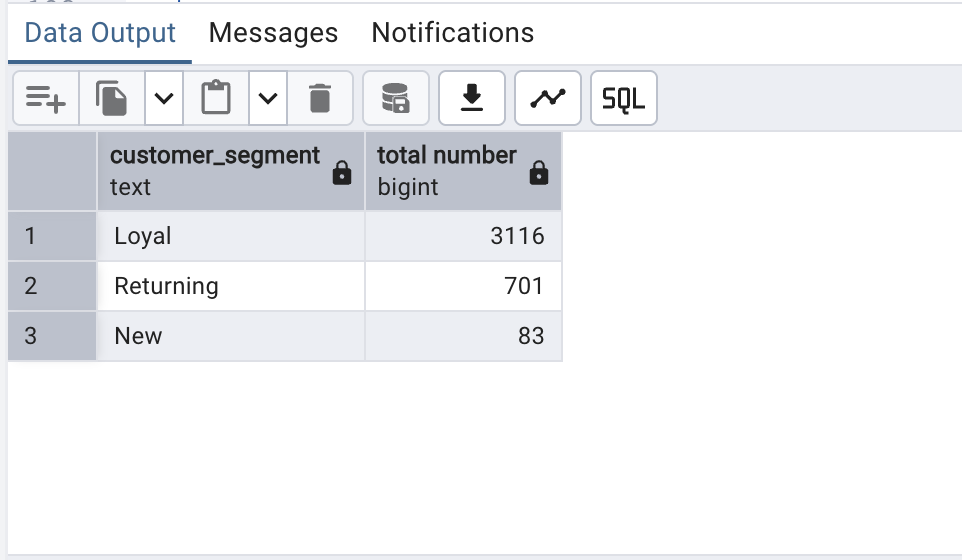 Data Output Messages Notifications
SQL
customer_segment total number
text bigint
1 Loyal 3116
2 Returning 701
3 New 83